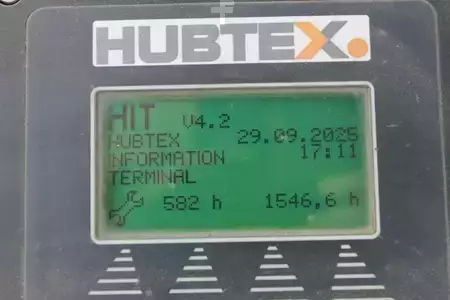 HUBTEX.
HIT V4.2
HUBTEX 29.09.2025
INFORMATION 17:11
TERMINAL
582 h 1546,6 h